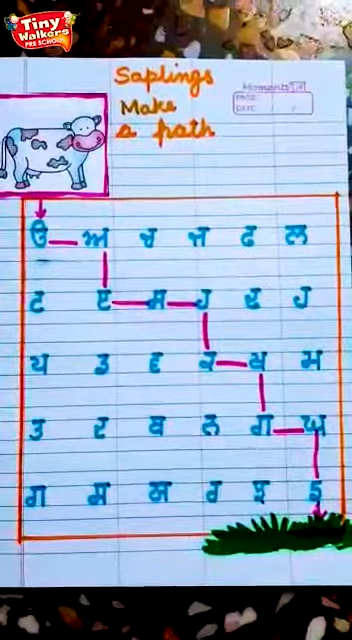 Tiny
Walkers
PRE SCHOOL
Saplings
Make
a path
Moments
PAGE
DATE
ੳ ਅ ਚ ਜ ਫ ਲ
ਟ ੲ ਸ ਹ ਹ
ੜ ਦ ਕ ਖ ਮ
ਤ ਟ ਨ ਗ ਘ
ਗ ਸ ਙ